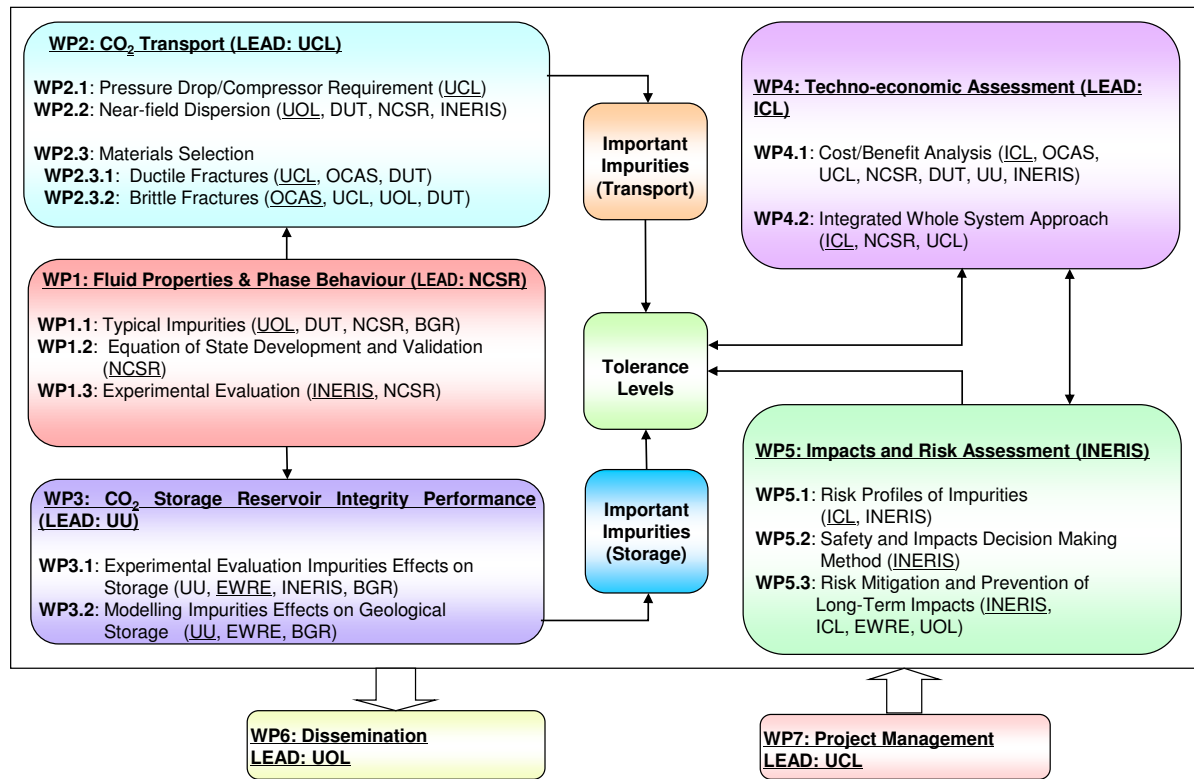 WP2: CO2 Transport (LEAD: UCL)
WP2.1: Pressure Drop/Compressor Requirement (UCL)
WP2.2: Near-field Dispersion (UOL, DUT, NCSR, INERIS)
WP2.3: Materials Selection
WP2.3.1: Ductile Fractures (UCL, OCAS, DUT)
WP2.3.2: Brittle Fractures (OCAS, UCL, UOL, DUT)
WP1: Fluid Properties & Phase Behaviour (LEAD: NCSR)
WP1.1: Typical Impurities (UOL, DUT, NCSR, BGR)
WP1.2: Equation of State Development and Validation
(NCSR)
WP1.3: Experimental Evaluation (INERIS, NCSR)
WP3: CO2 Storage Reservoir Integrity Performance
(LEAD: UU)
WP3.1: Experimental Evaluation Impurities Effects on
Storage (UU, EWRE, INERIS, BGR)
WP3.2: Modelling Impurities Effects on Geological
Storage (UU, EWRE, BGR)
Important
Impurities
(Transport)
Tolerance
Levels
Important
Impurities
(Storage)
WP4: Techno-economic Assessment (LEAD:
ICL)
WP4.1: Cost/Benefit Analysis (ICL, OCAS,
UCL, NCSR, DUT, UU, INERIS)
WP4.2: Integrated Whole System Approach
(ICL, NCSR, UCL)
WP5: Impacts and Risk Assessment (INERIS)
WP5.1: Risk Profiles of Impurities
(ICL, INERIS)
WP5.2: Safety and Impacts Decision Making
Method (INERIS)
WP5.3: Risk Mitigation and Prevention of
Long-Term Impacts (INERIS,
ICL, EWRE, UOL)
WP6: Dissemination
LEAD: UOL
WP7: Project Management
LEAD: UCL